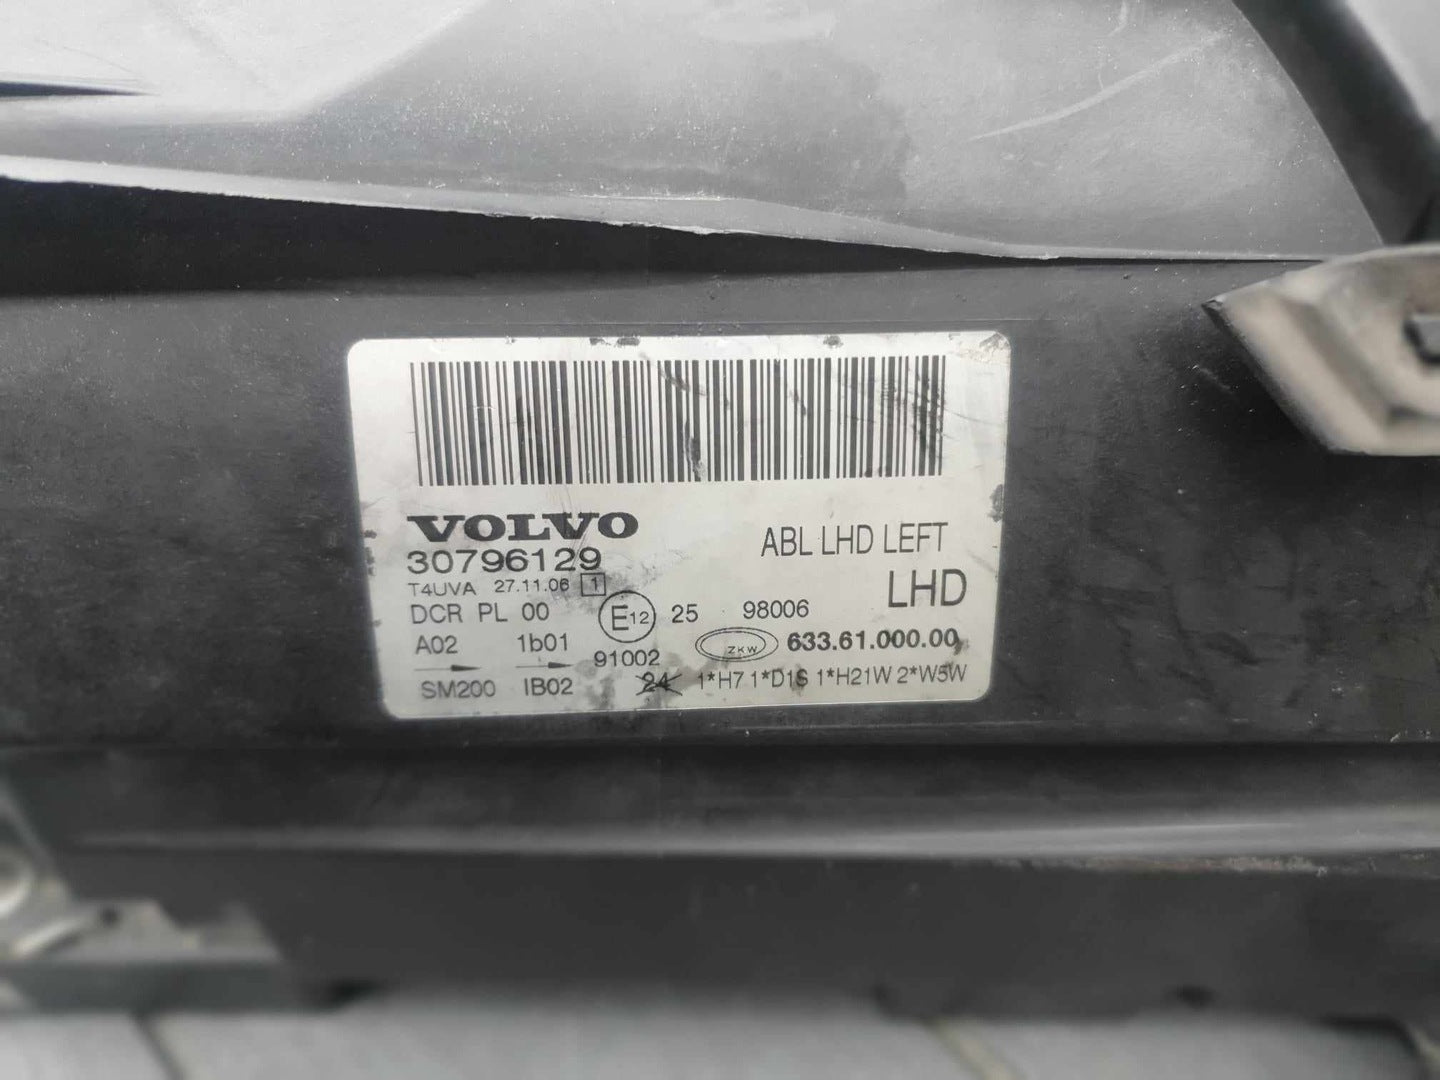 VOLVO
30796129
ABL LHD LEFT
T4UVA 27.11.06 1
LHD
DCR PL 00 E12 25 98006
A02 1b01 91002 ZKW 633.61.000.00
SM200 IB02 24 1*H7 1*D1S 1*H21W 2*W5W